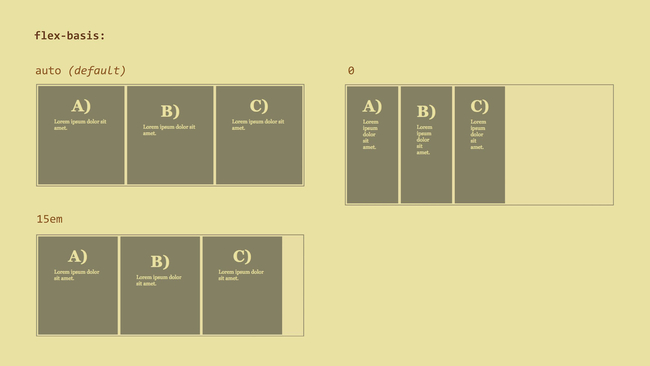 flex-basis:
auto (default)
A)
Lorem ipsum dolor sit
amet.
B)
Lorem ipsum dolor sit
amet.
C)
Lorem ipsum dolor sit
amet.
0
A)
Lorem
ipsum
dolor
sit
amet.
B)
Lorem
ipsum
dolor
sit
amet.
C)
Lorem
ipsum
dolor
sit
amet.
15em
A)
Lorem ipsum dolor
sit amet.
B)
Lorem ipsum dolor
sit amet.
C)
Lorem ipsum dolor
sit amet.